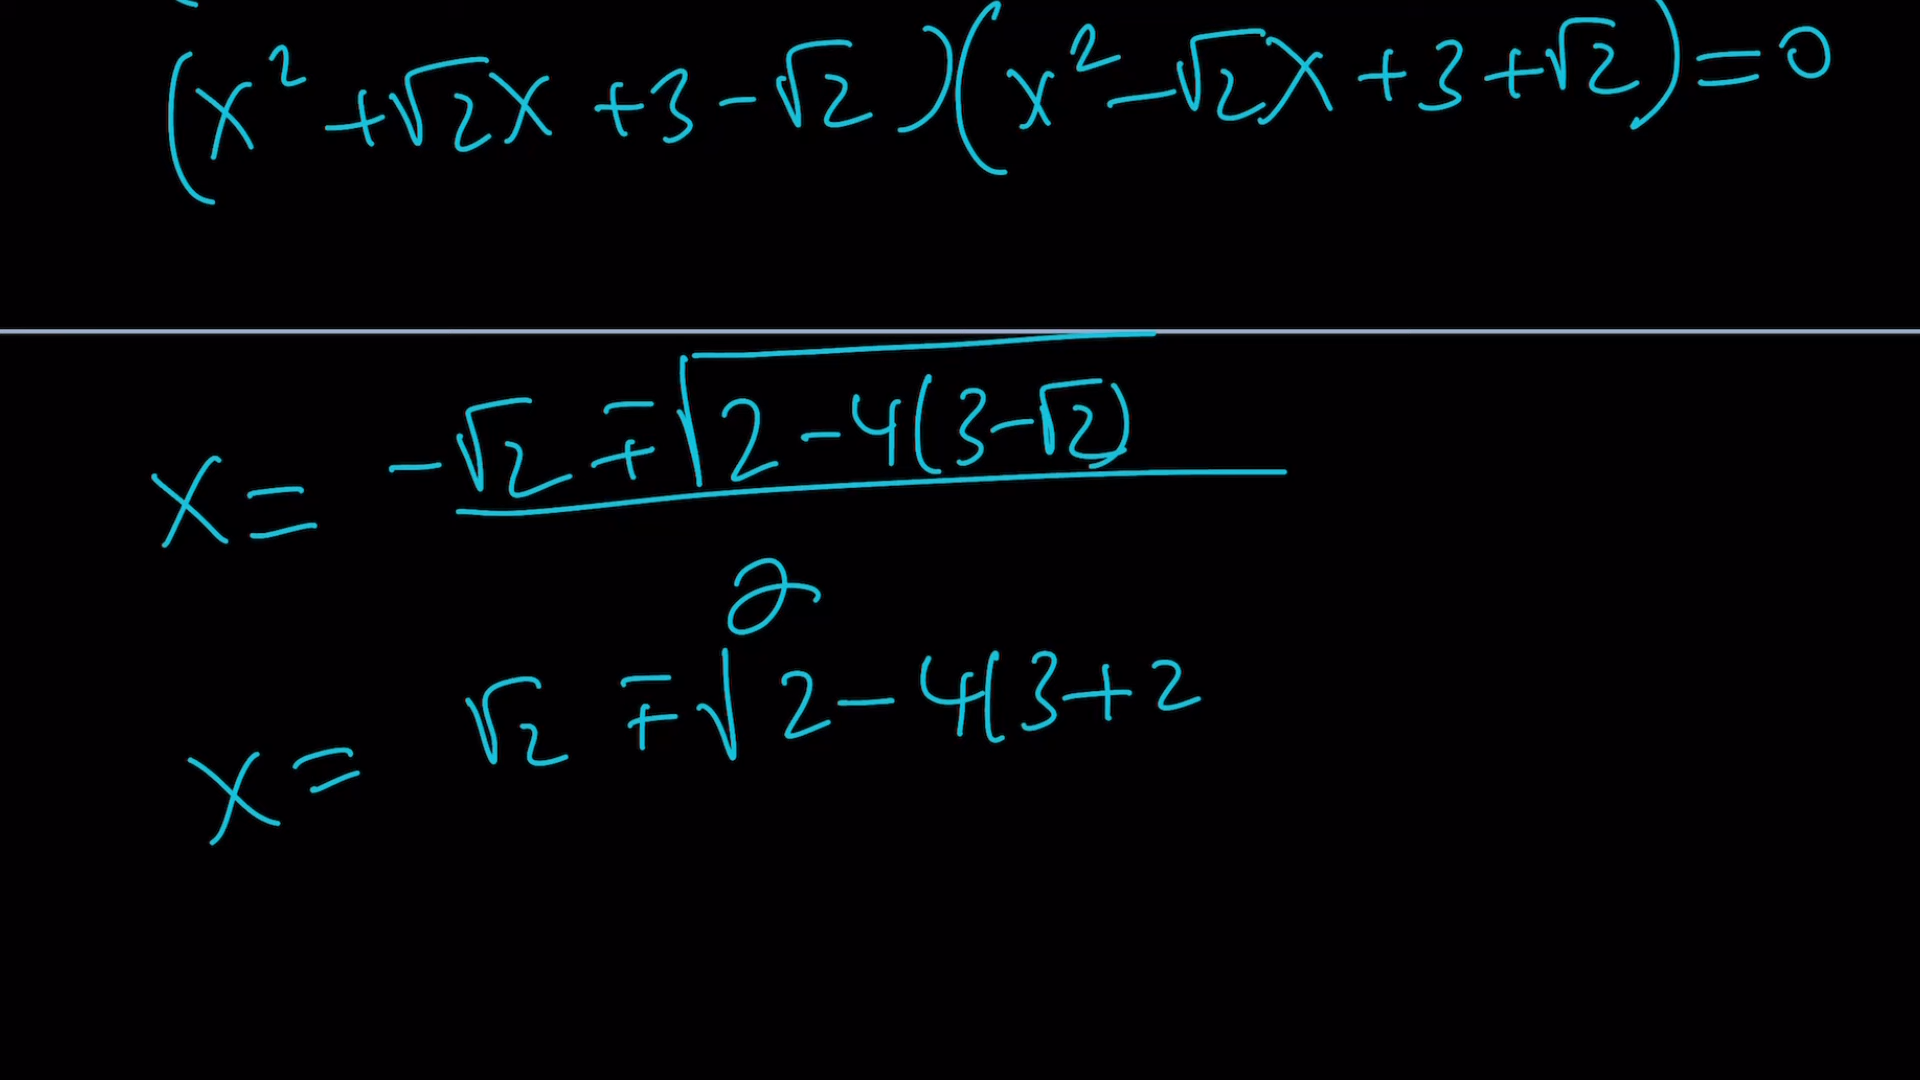 (x² + √2x + 3 - √2)(x² - √2x + 3 + √2) = 0
x = (-√2 ∓ √(2 - 4(3 - √2)))/2
x = √2 ∓ √2 - 4(3 + 2